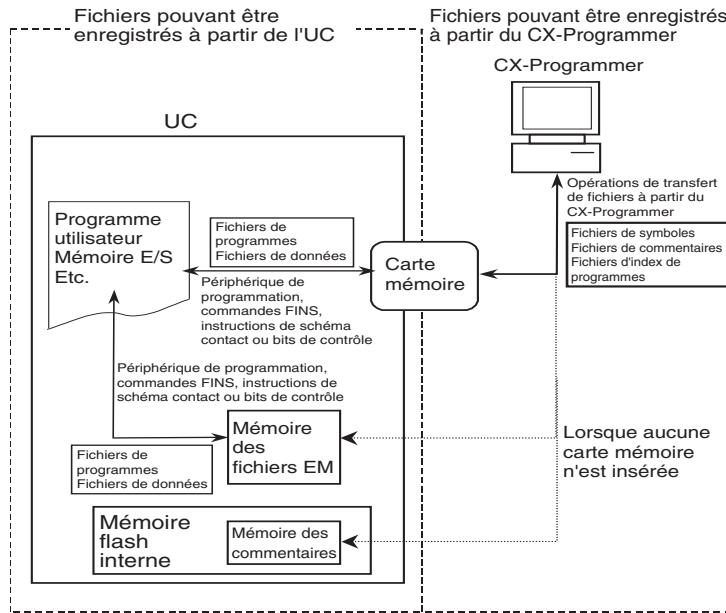 Fichiers pouvant être
enregistrés à partir de l'UC
Fichiers pouvant être enregistrés
à partir du CX-Programmer
CX-Programmer
UC
Opérations de transfert
de fichiers à partir du
CX-Programmer
Fichiers de symboles
Fichiers de commentaires
Fichiers d'index de
programmes
Programme
utilisateur
Mémoire E/S
Etc.
Fichiers de
programmes
Fichiers de données
Carte
mémoire
Périphérique de
programmation,
commandes FINS,
instructions de schéma
contact ou bits de contrôle
Périphérique de programmation,
commandes FINS, instructions de
schéma contact ou bits de contrôle
Mémoire
des
fichiers EM
Lorsque aucune
carte mémoire
n'est insérée
Fichiers de
programmes
Fichiers de données
Mémoire
flash
interne
Mémoire des
commentaires